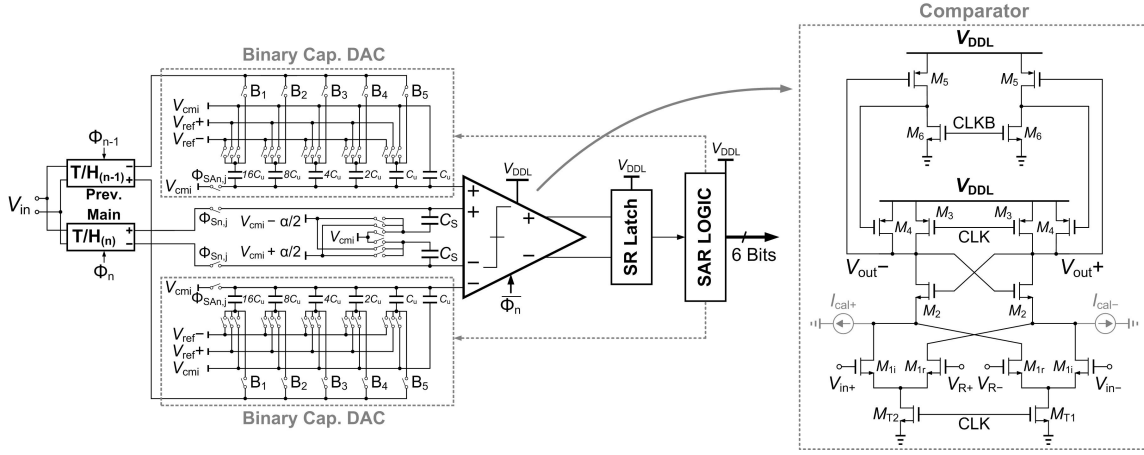 Comparator
Binary Cap. DAC
B1 B2 B3 B4 B5
Vcmi
Vref+
Vref−
ΦSAn,j 16Cu 8Cu 4Cu 2Cu Cu Cu
Vcmi
Φn-1
T/H(n-1) − +
Prev.
Vin
Main
T/H(n) + −
Φn
ΦSn,j Vcmi − α/2 CS
Vcmi
ΦSn,j Vcmi + α/2 CS
+
+
−
−
+
−
VDDL
Φn
VDDL
SR Latch
VDDL
SAR LOGIC
6 Bits
Vcmi
ΦSAn,j 16Cu 8Cu 4Cu 2Cu Cu Cu
Vref−
Vref+
Vcmi
B1 B2 B3 B4 B5
Binary Cap. DAC
VDDL
M5 M5
CLKB
M6 M6
VDDL
M3 M3
M4 M4
CLK
Vout− Vout+
M2 M2
Ical+ Ical−
M1i M1r M1r M1i
Vin+ VR+ VR− Vin−
MT2 MT1
CLK